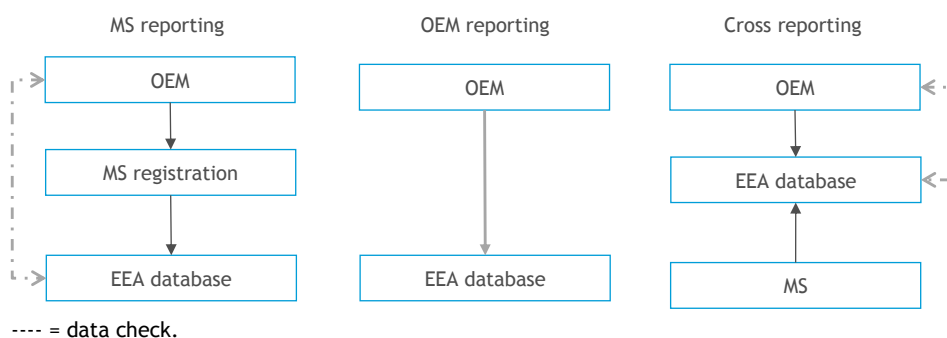 MS reporting
OEM
MS registration
EEA database
OEM reporting
OEM
EEA database
Cross reporting
OEM
EEA database
MS
---- = data check.